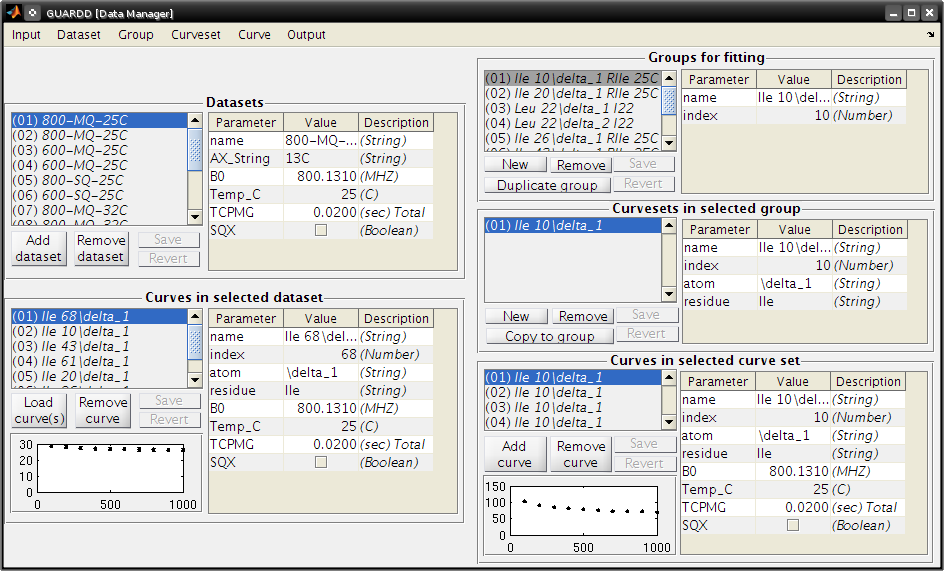 GUARDD [Data Manager]
Input Dataset Group Curveset Curve Output
Datasets
(01) 800-MQ-25C
(02) 800-MQ-25C
(03) 600-MQ-25C
(04) 600-MQ-25C
(05) 800-SQ-25C
(06) 600-SQ-25C
(07) 800-MQ-32C
(08) 800-MQ-32C
Add dataset
Remove dataset
Save
Revert
Parameter Value Description
name 800-MQ-... (String)
AX_String 13C (String)
B0 800.1310 (MHZ)
Temp_C 25 (C)
TCPMG 0.0200 (sec) Total
SQX (Boolean)
Curves in selected dataset
(01) Ile 68\delta_1
(02) Ile 10\delta_1
(03) Ile 43\delta_1
(04) Ile 61\delta_1
(05) Ile 20\delta_1
Load curve(s)
Remove curve
Save
Revert
30
20
10
0
0 500 1000
Parameter Value Description
name Ile 68\del... (String)
index 68 (Number)
atom \delta_1 (String)
residue Ile (String)
B0 800.1310 (MHZ)
Temp_C 25 (C)
TCPMG 0.0200 (sec) Total
SQX (Boolean)
Groups for fitting
(01) Ile 10\delta_1 RIle 25C
(02) Ile 20\delta_1 RIle 25C
(03) Leu 22\delta_1 l22
(04) Leu 22\delta_2 l22
(05) Ile 26\delta_1 RIle 25C
New
Remove
Save
Duplicate group
Revert
Parameter Value Description
name Ile 10\del... (String)
index 10 (Number)
Curvesets in selected group
(01) Ile 10\delta_1
New
Remove
Save
Copy to group
Revert
Parameter Value Description
name Ile 10\del... (String)
index 10 (Number)
atom \delta_1 (String)
residue Ile (String)
Curves in selected curve set
(01) Ile 10\delta_1
(02) Ile 10\delta_1
(03) Ile 10\delta_1
(04) Ile 10\delta_1
Add curve
Remove curve
Save
Revert
150
100
50
0
0 500 1000
Parameter Value Description
name Ile 10\del... (String)
index 10 (Number)
atom \delta_1 (String)
residue Ile (String)
B0 800.1310 (MHZ)
Temp_C 25 (C)
TCPMG 0.0200 (sec) Total
SQX (Boolean)